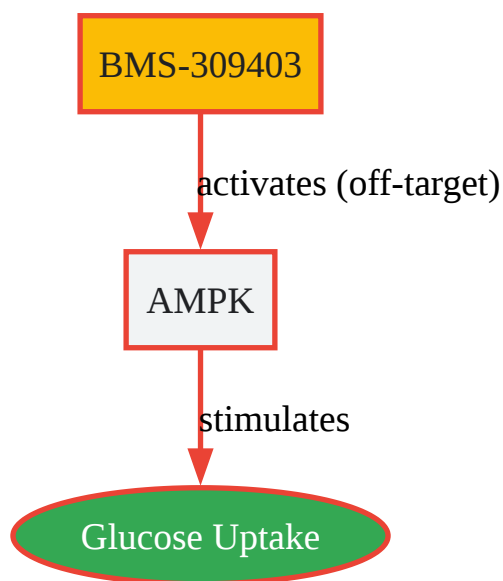 BMS-309403
activates (off-target)
AMPK
stimulates
Glucose Uptake